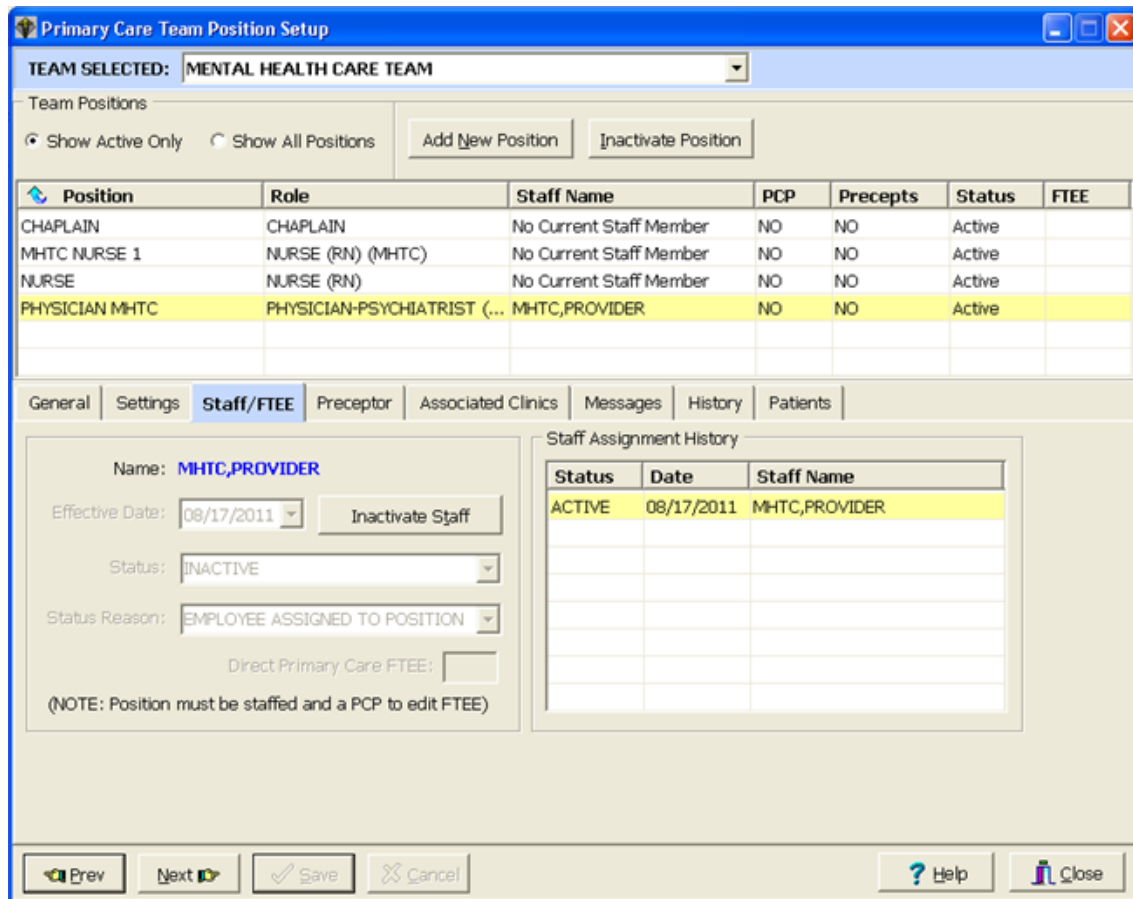 Primary Care Team Position Setup
TEAM SELECTED: MENTAL HEALTH CARE TEAM
Team Positions
Show Active Only Show All Positions Add New Position Inactivate Position
Position Role Staff Name PCP Precepts Status FTEE
CHAPLAIN CHAPLAIN No Current Staff Member NO NO Active
MHTC NURSE 1 NURSE (RN) (MHTC) No Current Staff Member NO NO Active
NURSE NURSE (RN) No Current Staff Member NO NO Active
PHYSICIAN MHTC PHYSICIAN-PSYCHIATRIST (... MHTC,PROVIDER NO NO Active
General Settings Staff/FTEE Preceptor Associated Clinics Messages History Patients
Name: MHTC,PROVIDER
Effective Date: 08/17/2011 Inactivate Staff
Status: INACTIVE
Status Reason: EMPLOYEE ASSIGNED TO POSITION
Direct Primary Care FTEE:
(NOTE: Position must be staffed and a PCP to edit FTEE)
Staff Assignment History
Status Date Staff Name
ACTIVE 08/17/2011 MHTC,PROVIDER
Prev Next Save Cancel ? Help Close